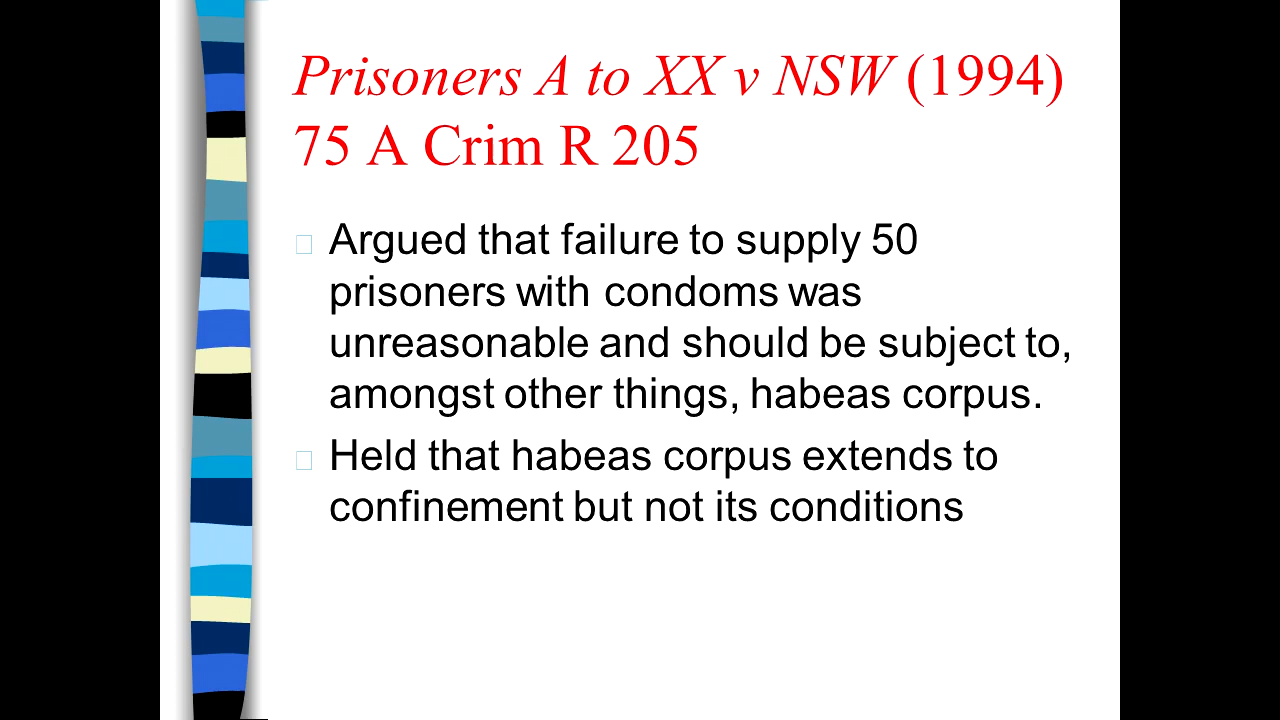 Prisoners A to XX v NSW (1994)
75 A Crim R 205
Argued that failure to supply 50
prisoners with condoms was
unreasonable and should be subject to,
amongst other things, habeas corpus.
Held that habeas corpus extends to
confinement but not its conditions